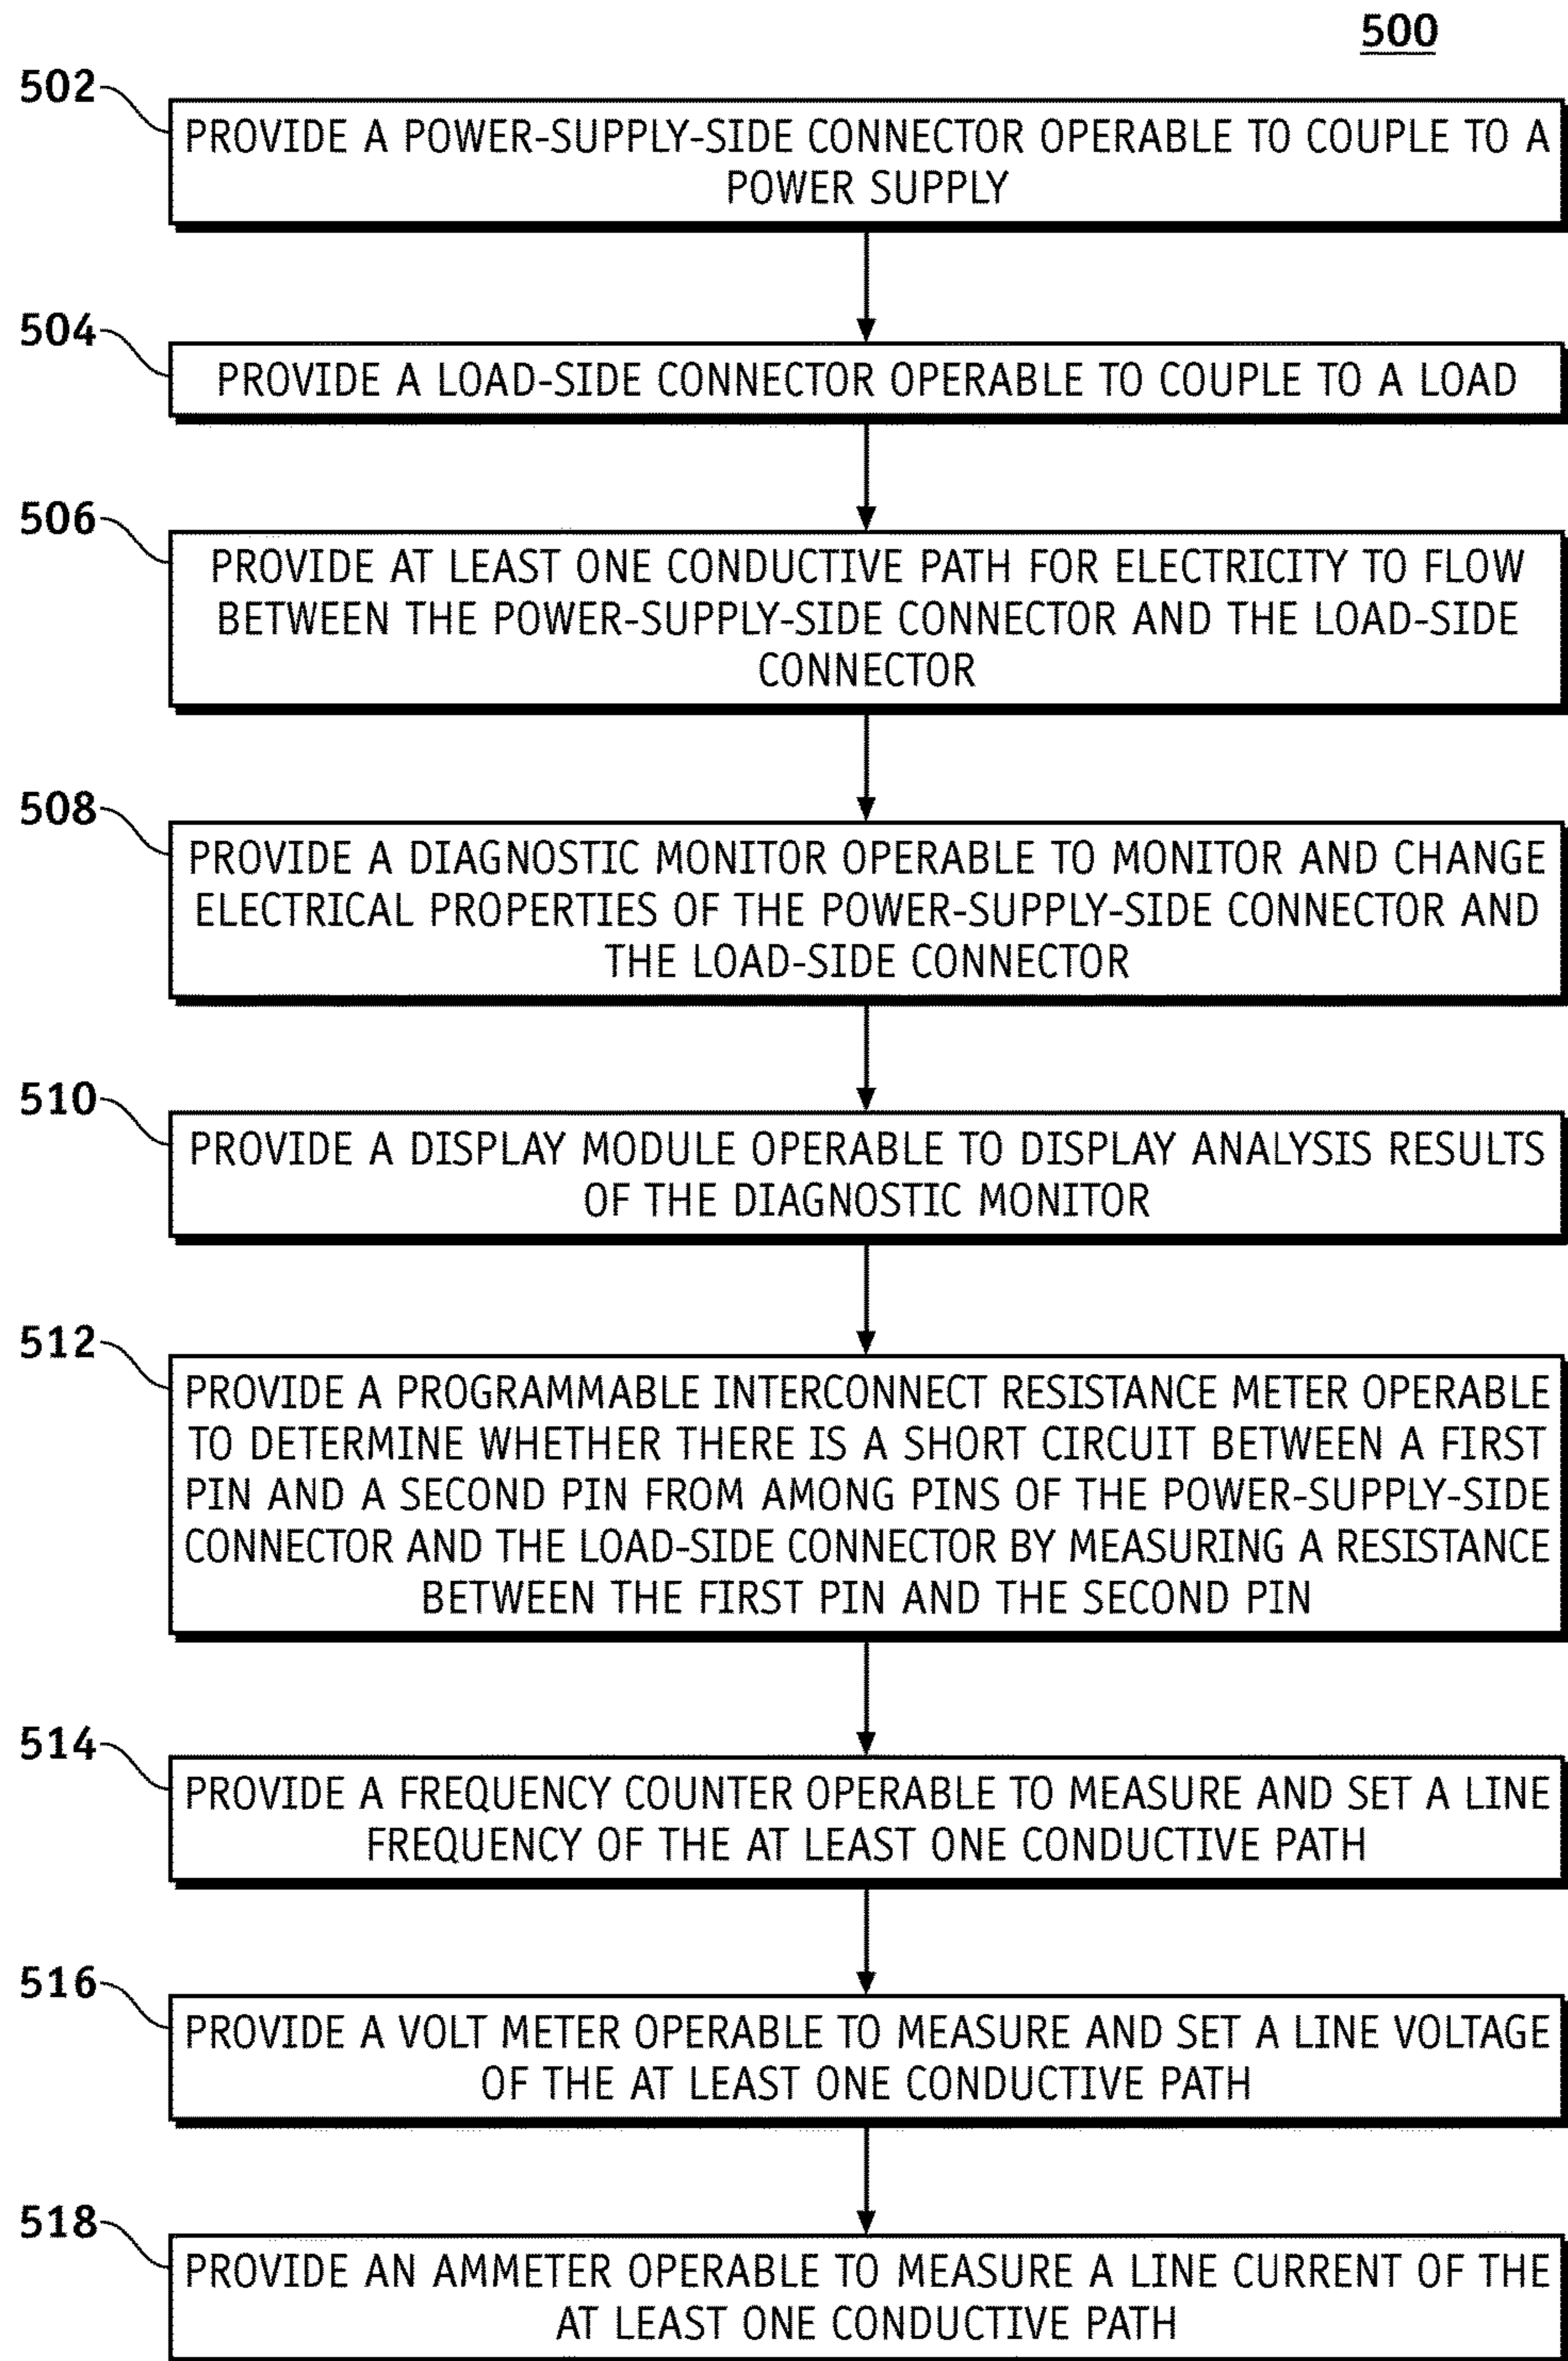 500
502
PROVIDE A POWER-SUPPLY-SIDE CONNECTOR OPERABLE TO COUPLE TO A
POWER SUPPLY
504
PROVIDE A LOAD-SIDE CONNECTOR OPERABLE TO COUPLE TO A LOAD
506
PROVIDE AT LEAST ONE CONDUCTIVE PATH FOR ELECTRICITY TO FLOW
BETWEEN THE POWER-SUPPLY-SIDE CONNECTOR AND THE LOAD-SIDE
CONNECTOR
508
PROVIDE A DIAGNOSTIC MONITOR OPERABLE TO MONITOR AND CHANGE
ELECTRICAL PROPERTIES OF THE POWER-SUPPLY-SIDE CONNECTOR AND
THE LOAD-SIDE CONNECTOR
510
PROVIDE A DISPLAY MODULE OPERABLE TO DISPLAY ANALYSIS RESULTS
OF THE DIAGNOSTIC MONITOR
512
PROVIDE A PROGRAMMABLE INTERCONNECT RESISTANCE METER OPERABLE
TO DETERMINE WHETHER THERE IS A SHORT CIRCUIT BETWEEN A FIRST
PIN AND A SECOND PIN FROM AMONG PINS OF THE POWER-SUPPLY-SIDE
CONNECTOR AND THE LOAD-SIDE CONNECTOR BY MEASURING A RESISTANCE
BETWEEN THE FIRST PIN AND THE SECOND PIN
514
PROVIDE A FREQUENCY COUNTER OPERABLE TO MEASURE AND SET A LINE
FREQUENCY OF THE AT LEAST ONE CONDUCTIVE PATH
516
PROVIDE A VOLT METER OPERABLE TO MEASURE AND SET A LINE VOLTAGE
OF THE AT LEAST ONE CONDUCTIVE PATH
518
PROVIDE AN AMMETER OPERABLE TO MEASURE A LINE CURRENT OF THE
AT LEAST ONE CONDUCTIVE PATH